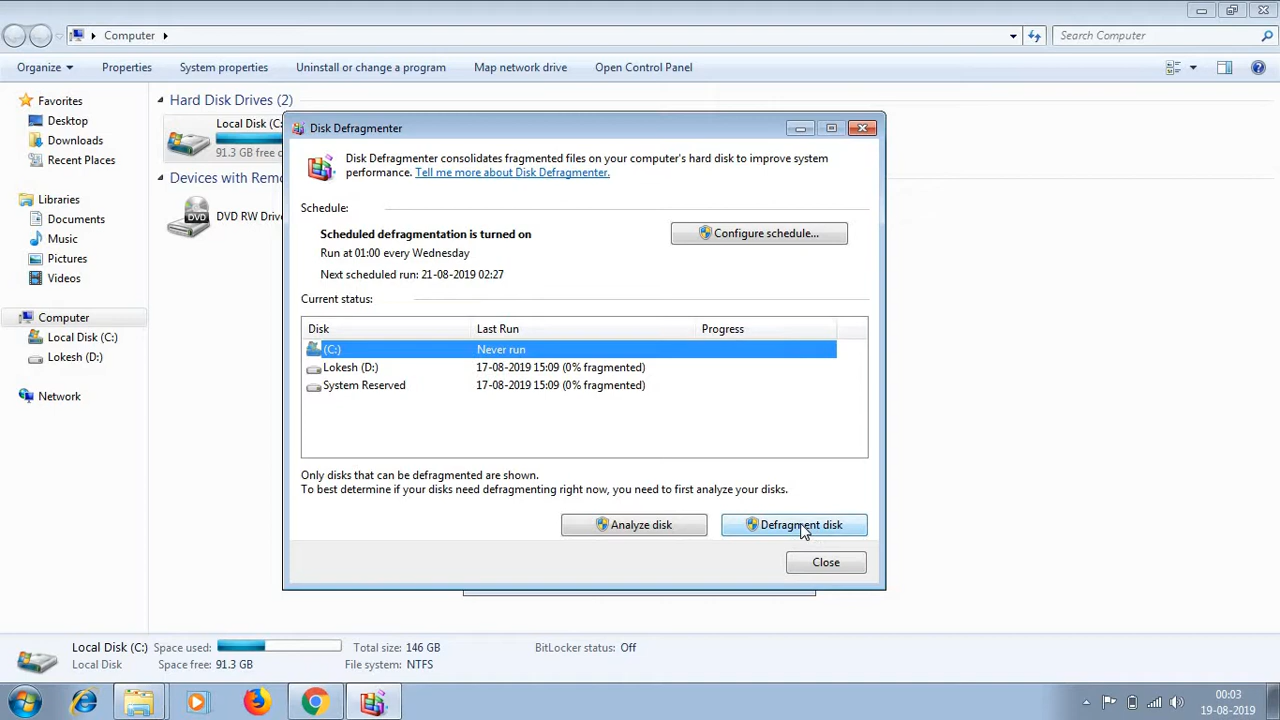 Computer
Search Computer
Organize
Properties
System properties
Uninstall or change a program
Map network drive
Open Control Panel
Favorites
Desktop
Downloads
Recent Places
Libraries
Documents
Music
Pictures
Videos
Computer
Local Disk (C:)
Lokesh (D:)
Network
Hard Disk Drives (2)
Local Disk (C:
91.3 GB free
Devices with Remo
DVD
DVD RW Drive
Disk Defragmenter
Disk Defragmenter consolidates fragmented files on your computer's hard disk to improve system
performance. Tell me more about Disk Defragmenter.
Schedule:
Scheduled defragmentation is turned on
Configure schedule...
Run at 01:00 every Wednesday
Next scheduled run: 21-08-2019 02:27
Current status:
Disk Last Run Progress
(C:) Never run
Lokesh (D:) 17-08-2019 15:09 (0% fragmented)
System Reserved 17-08-2019 15:09 (0% fragmented)
Only disks that can be defragmented are shown.
To best determine if your disks need defragmenting right now, you need to first analyze your disks.
Analyze disk
Defragment disk
Close
Local Disk (C:) Space used: Total size: 146 GB BitLocker status: Off
Local Disk Space free: 91.3 GB File system: NTFS
00:03
19-08-2019